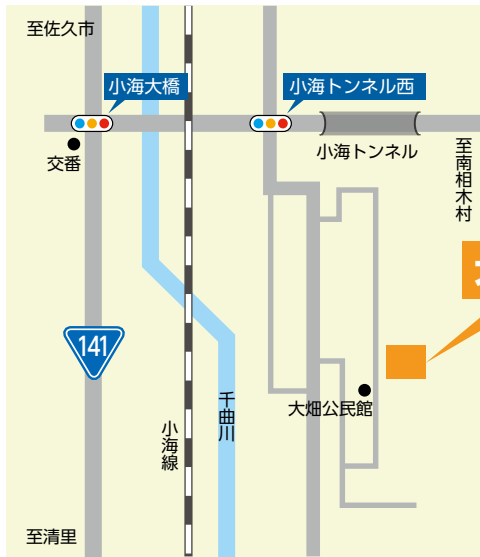 至佐久市
小海大橋
小海トンネル西
交番
小海トンネル
至南相木村
141
大畑公民館
千曲川
小海線
至清里